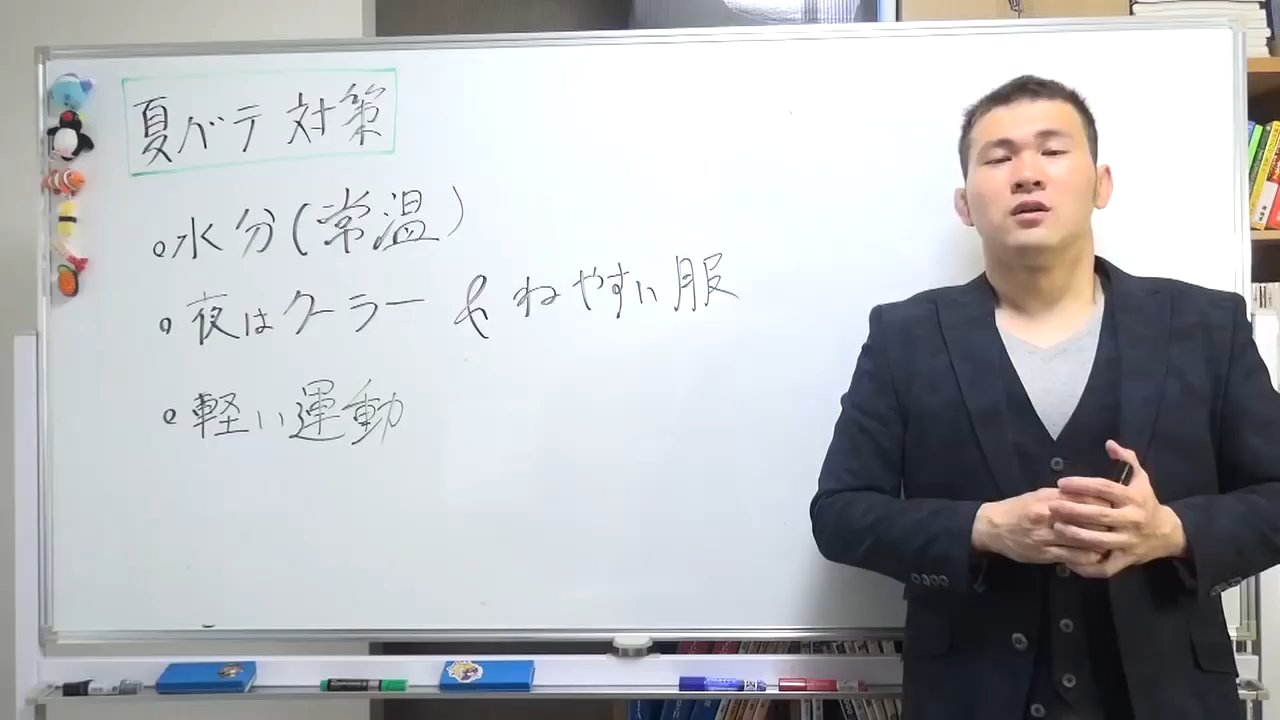 夏バテ対策
○水分(常温)
○夜はクーラー & ねやすい服
○軽い運動